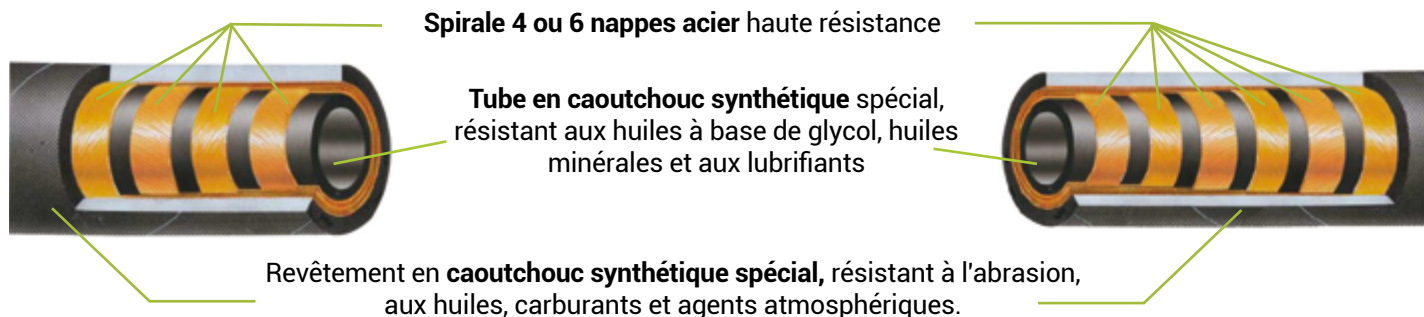 Spirale 4 ou 6 nappes acier haute résistance
Tube en caoutchouc synthétique spécial,
résistant aux huiles à base de glycol, huiles
minérales et aux lubrifiants
Revêtement en caoutchouc synthétique spécial, résistant à l'abrasion,
aux huiles, carburants et agents atmosphériques.